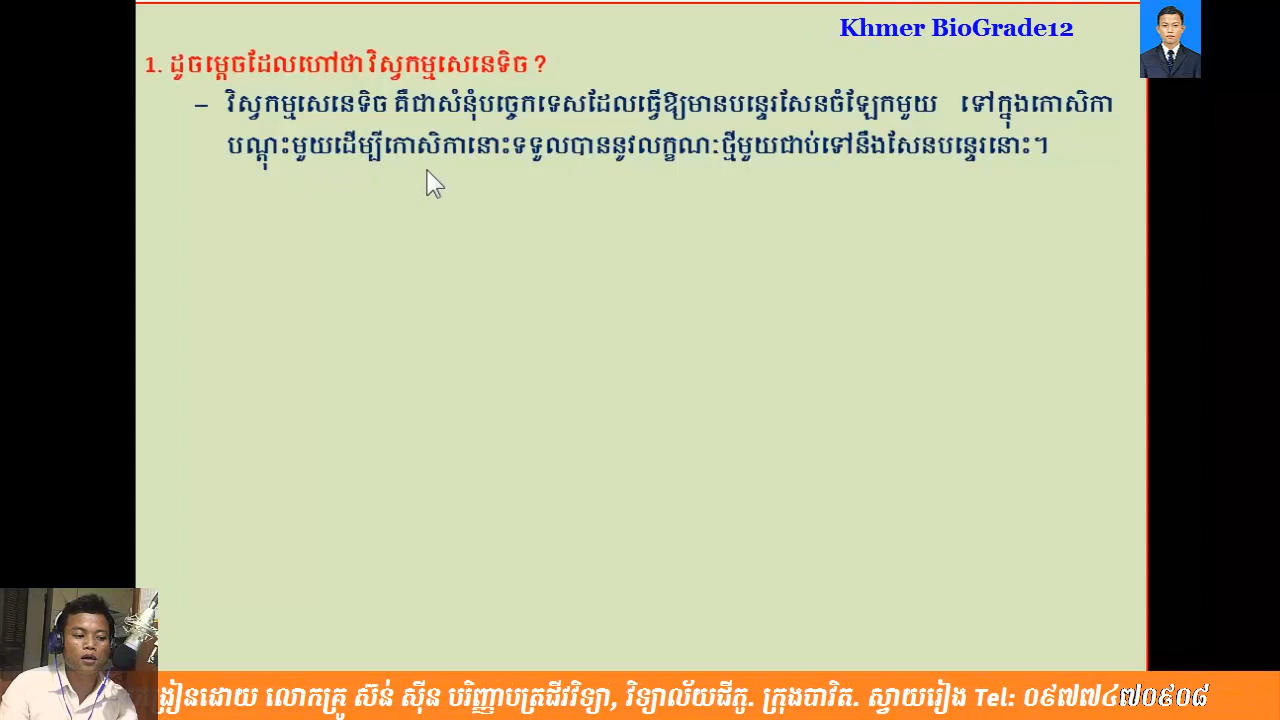 Khmer BioGrade12
1. ដូចម្ដេចដែលហៅថា វិស្វកម្មសេនេទិច ?
– វិស្វកម្មសេនេទិច គឺជាសំនុំបច្ចេកទេសដែលធ្វើឱ្យមានបន្ទេរសែនចំឡែកមួយ ទៅក្នុងកោសិកា
បណ្ដុះមួយដើម្បីកោសិកានោះទទួលបាននូវលក្ខណៈថ្មីមួយជាប់ទៅនឹងសែនបន្ទេរនោះ។
ង្រៀនដោយ លោកគ្រូ ស៊ន់ ស៊ីន បរិញ្ញាបត្រជីវវិទ្យា, វិទ្យាល័យជីភូ. ក្រុងបាវិត. ស្វាយរៀង Tel: ០៩៧៧៤៧០៩០៨